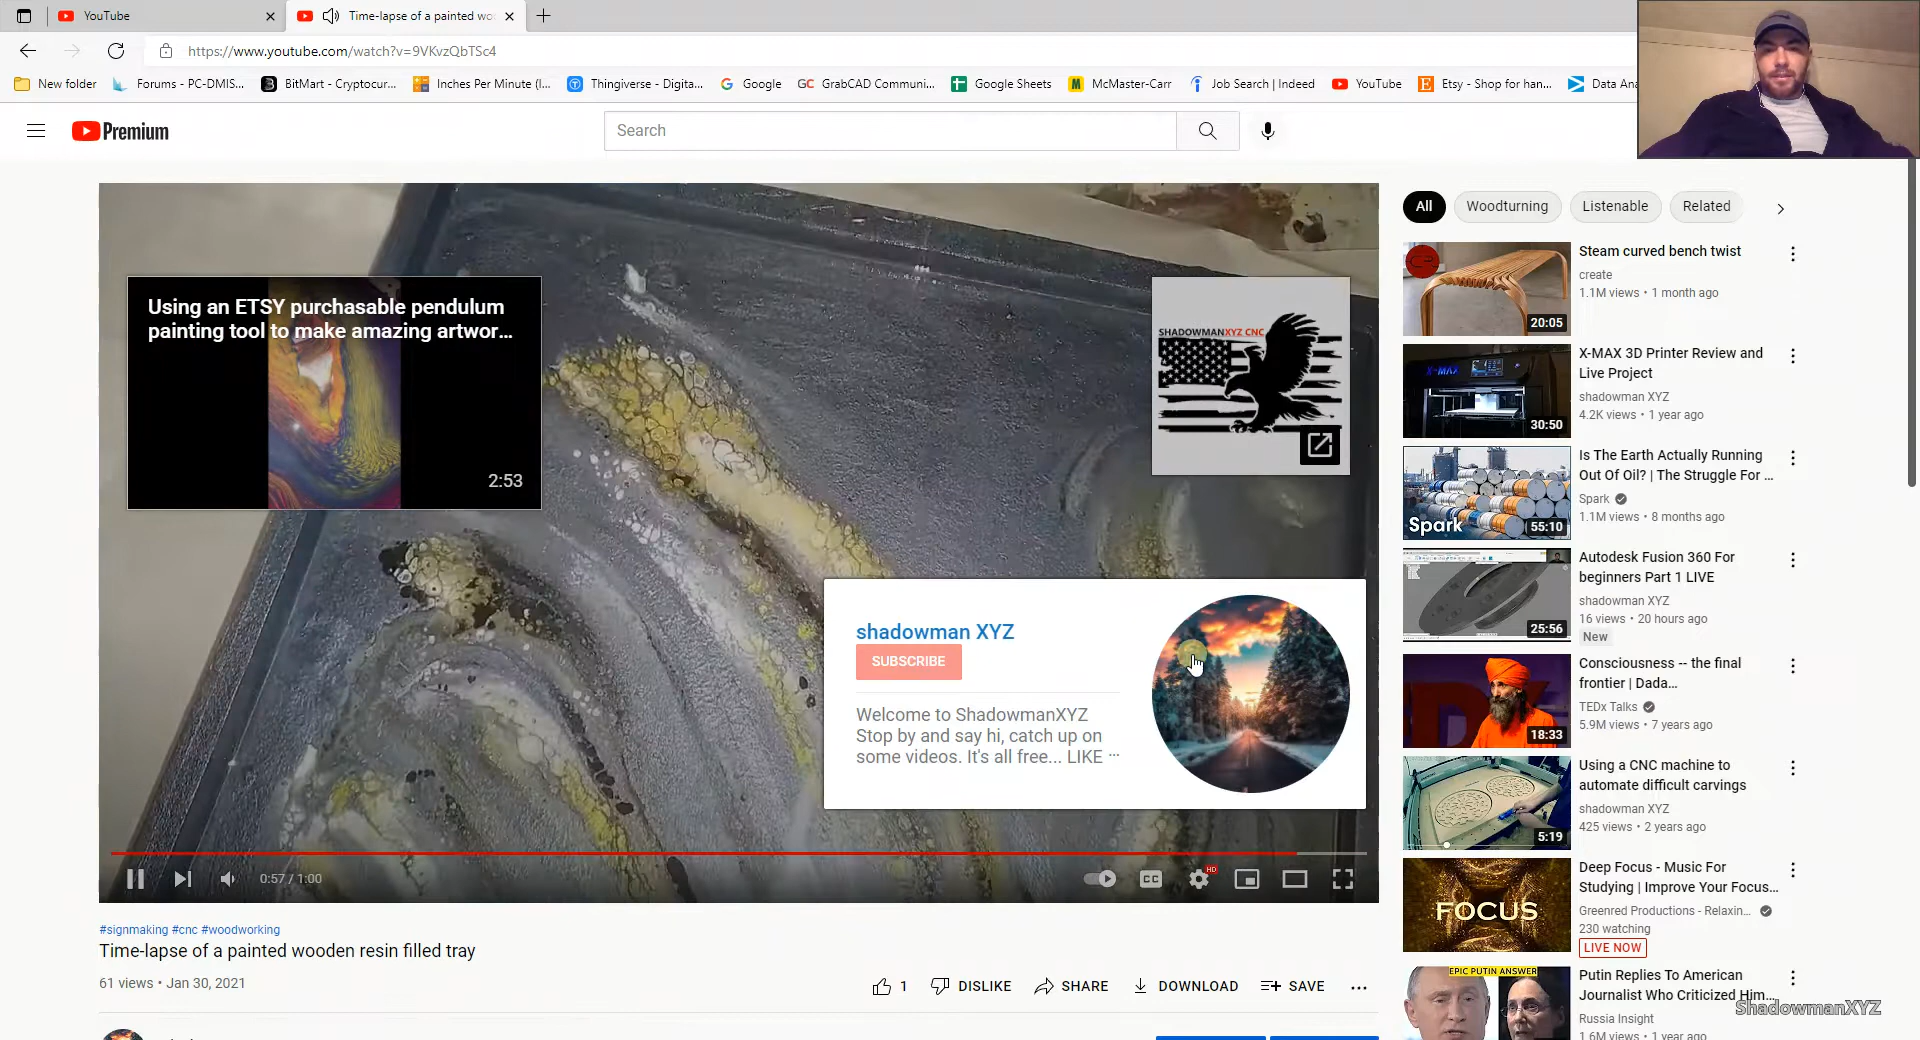 YouTube
Time-lapse of a painted wo
https://www.youtube.com/watch?v=9VKvzQbTSc4
New folder
Forums - PC-DMIS...
BitMart - Cryptocur...
Inches Per Minute (I...
Thingiverse - Digita...
Google
GC GrabCAD Communi...
Google Sheets
McMaster-Carr
Job Search | Indeed
YouTube
Etsy - Shop for han...
Data Ana
Premium
Search
All
Woodturning
Listenable
Related
Using an ETSY purchasable pendulum
painting tool to make amazing artwor...
2:53
SHADOWMANXYZ CNC
shadowman XYZ
SUBSCRIBE
Welcome to ShadowmanXYZ
Stop by and say hi, catch up on
some videos. It's all free... LIKE ...
0:57 / 1:00
CC
HD
#signmaking #cnc #woodworking
Time-lapse of a painted wooden resin filled tray
61 views • Jan 30, 2021
1
DISLIKE
SHARE
DOWNLOAD
SAVE
Steam curved bench twist
create
1.1M views • 1 month ago
20:05
X-MAX 3D Printer Review and
Live Project
shadowman XYZ
4.2K views • 1 year ago
X-MAX
30:50
Is The Earth Actually Running
Out Of Oil? | The Struggle For ...
Spark
1.1M views • 8 months ago
Spark
55:10
Autodesk Fusion 360 For
beginners Part 1 LIVE
shadowman XYZ
16 views • 20 hours ago
New
25:56
Consciousness -- the final
frontier | Dada...
TEDx Talks
5.9M views • 7 years ago
18:33
Using a CNC machine to
automate difficult carvings
shadowman XYZ
425 views • 2 years ago
5:19
Deep Focus - Music For
Studying | Improve Your Focus...
Greenred Productions - Relaxin...
230 watching
LIVE NOW
FOCUS
EPIC PUTIN ANSWER
Putin Replies To American
Journalist Who Criticized Him...
Russia Insight
1.6M views • 1 year ago
ShadowmanXYZ